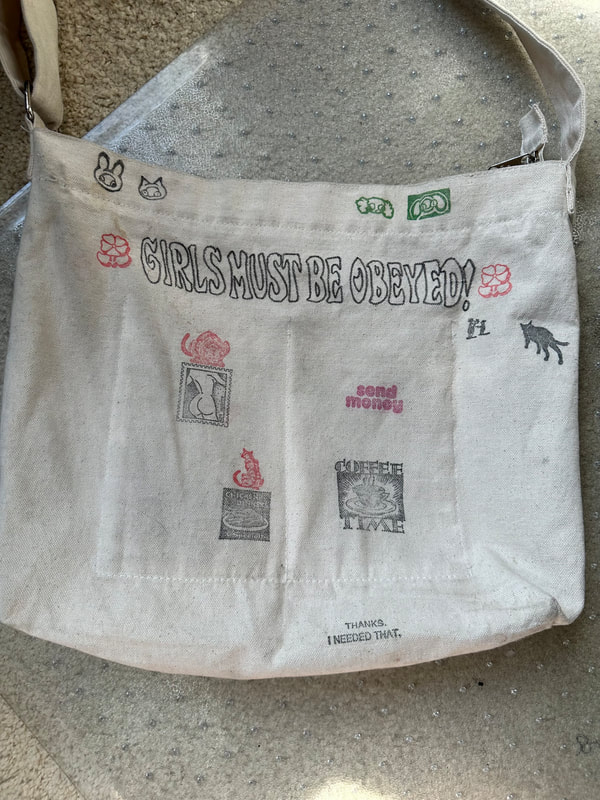 GIRLS MUST BE OBEYED!
send
money
COFFEE
TIME
THANKS.
I NEEDED THAT.